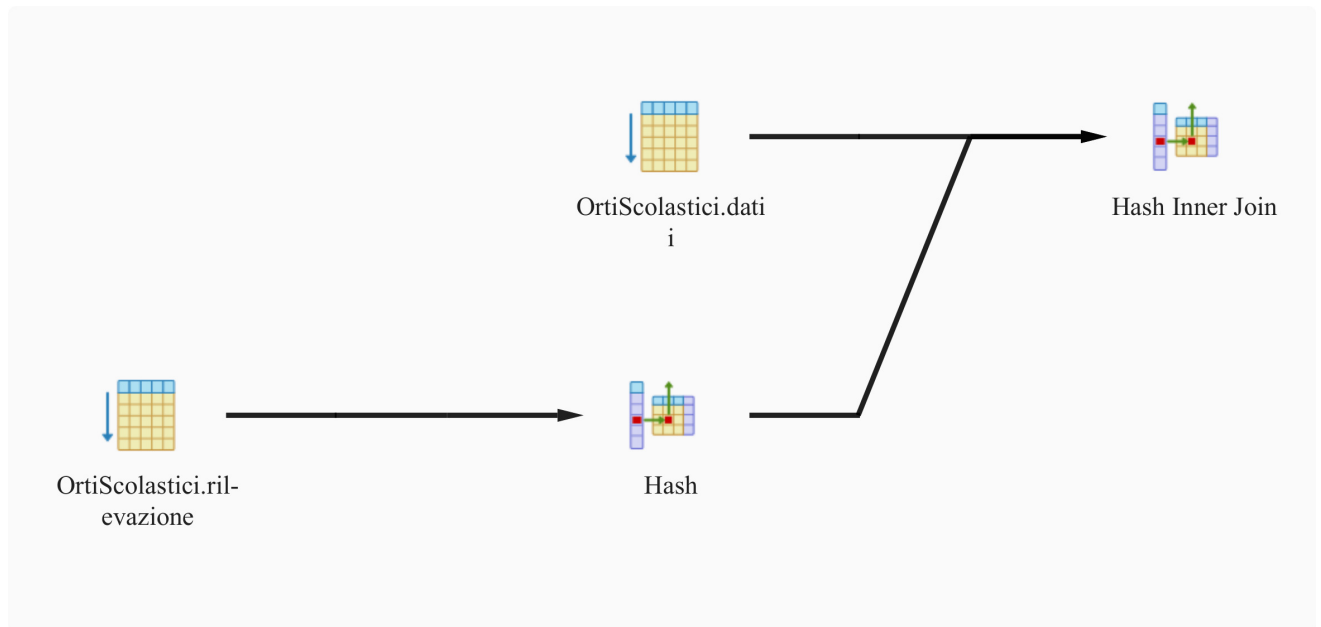 OrtiScolastici.dati
i
Hash Inner Join
OrtiScolastici.ril-
evazione
Hash